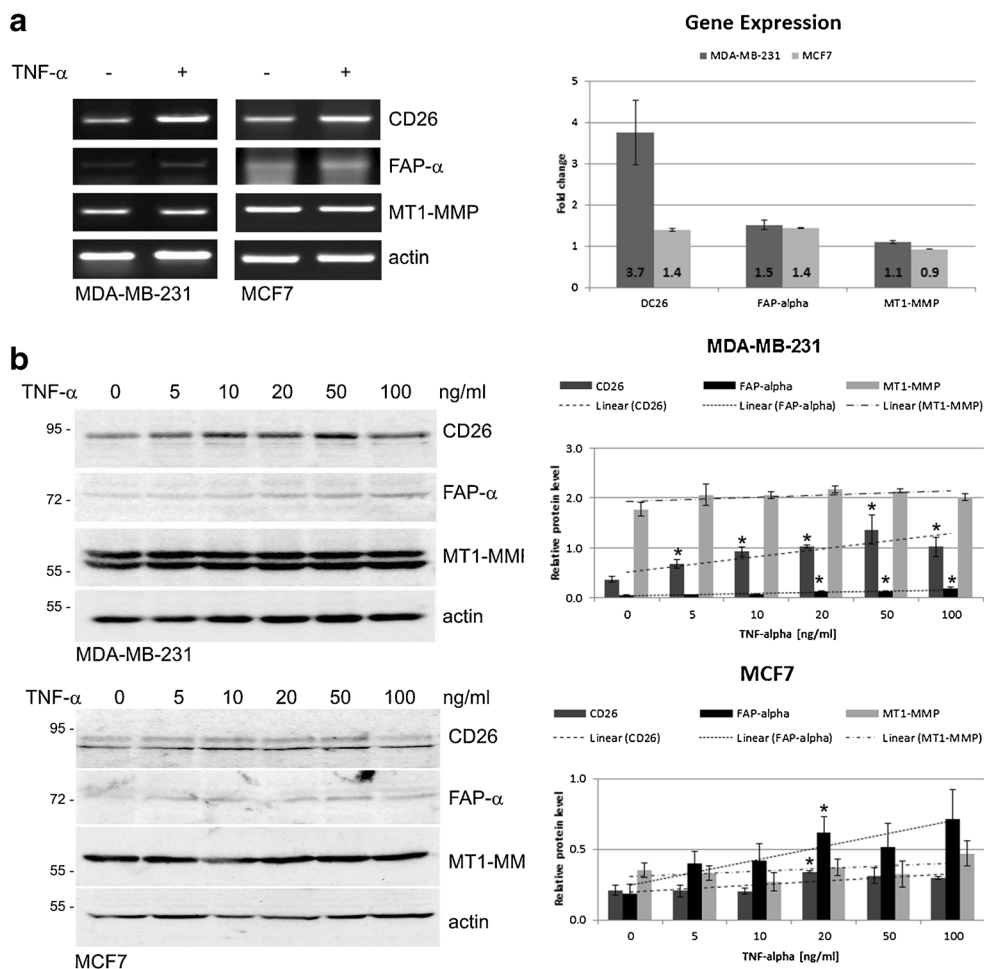 a
TNF-α - + - +
CD26
FAP-α
MT1-MMP
actin
MDA-MB-231 MCF7
Gene Expression
MDA-MB-231 MCF7
Fold change
5
4
3
2
1
0
3.7 1.4 1.5 1.4 1.1 0.9
DC26 FAP-alpha MT1-MMP
b
TNF-α 0 5 10 20 50 100 ng/ml
95 - CD26
72 - FAP-α
MT1-MMI
55 -
55 -
actin
MDA-MB-231
MDA-MB-231
CD26 FAP-alpha MT1-MMP
Linear (CD26) Linear (FAP-alpha) Linear (MT1-MMP)
Relative protein level
3.0
2.0
1.0
0.0
* * * * *
* * *
0 5 10 20 50 100
TNF-alpha [ng/ml]
TNF-α 0 5 10 20 50 100 ng/ml
95 - CD26
72 - FAP-α
MT1-MM
55 -
55 -
actin
MCF7
MCF7
CD26 FAP-alpha MT1-MMP
Linear (CD26) Linear (FAP-alpha) Linear (MT1-MMP)
Relative protein level
1.0
0.5
0.0
*
*
0 5 10 20 50 100
TNF-alpha [ng/ml]